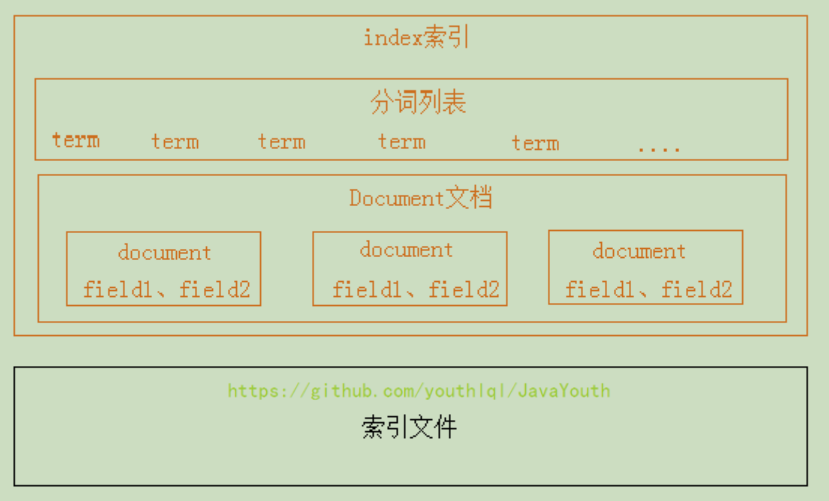 index索引
分词列表
term term term term term ....
Document文档
document document document
field1、field2 field1、field2 field1、field2
https://github.com/youthlql/JavaYouth
索引文件